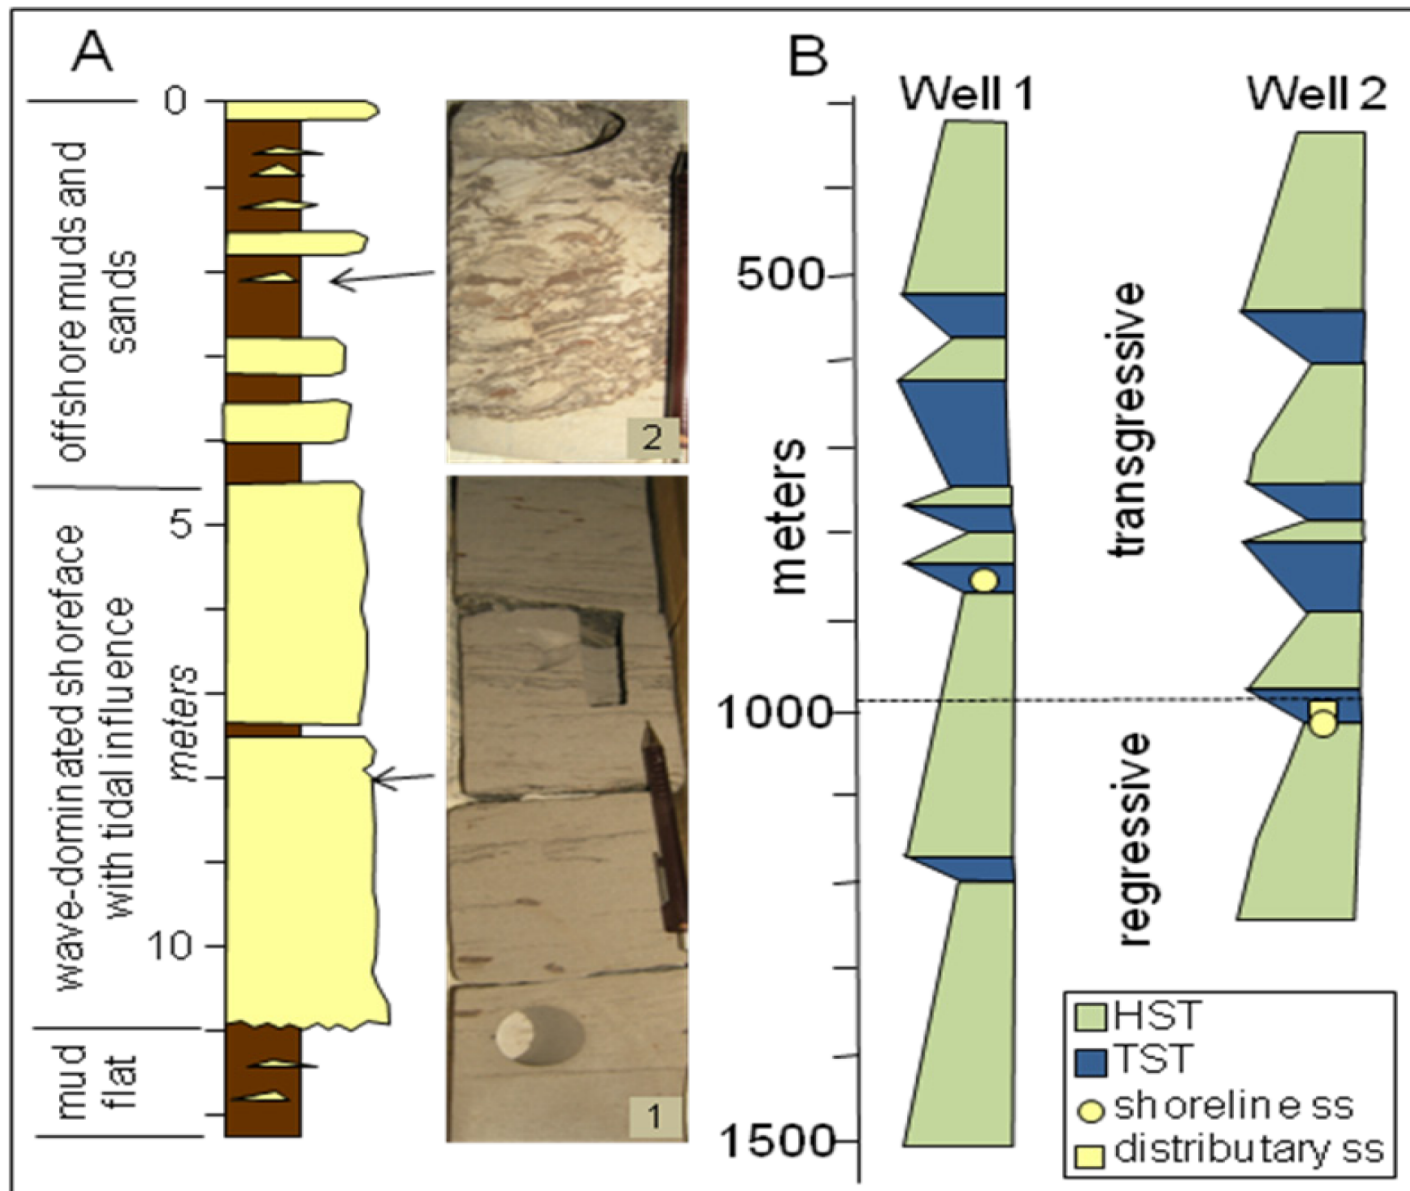 A
0
offshore muds and
sands
5
wave-dominated shoreface
with tidal influence
meters
10
mud
flat
2
1
B
Well 1
Well 2
500
meters
1000
1500
transgressive
regressive
HST
TST
shoreline ss
distributary ss